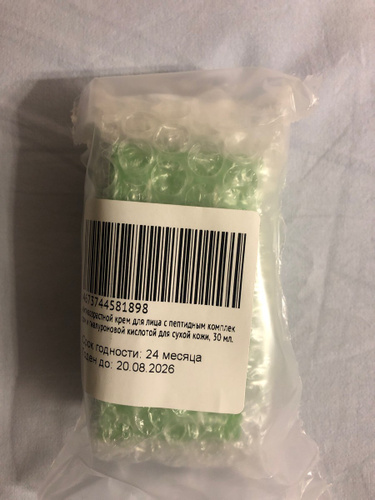 4673744581898
возрастной крем для лица с пептидным комплек
и гиалуроновой кислотой для сухой кожи, 30 мл.
Срок годности: 24 месяца
Годен до: 20.08.2026